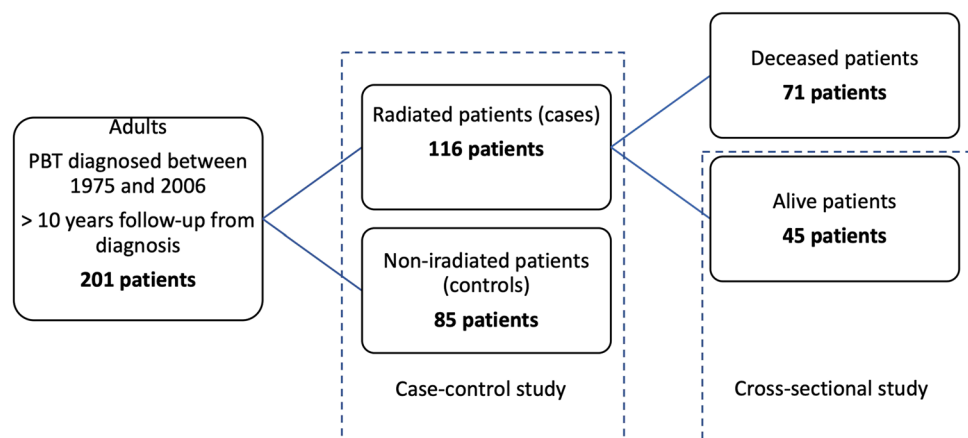 Adults
PBT diagnosed between
1975 and 2006
> 10 years follow-up from
diagnosis
201 patients
Radiated patients (cases)
116 patients
Non-iradiated patients
(controls)
85 patients
Case-control study
Deceased patients
71 patients
Alive patients
45 patients
Cross-sectional study